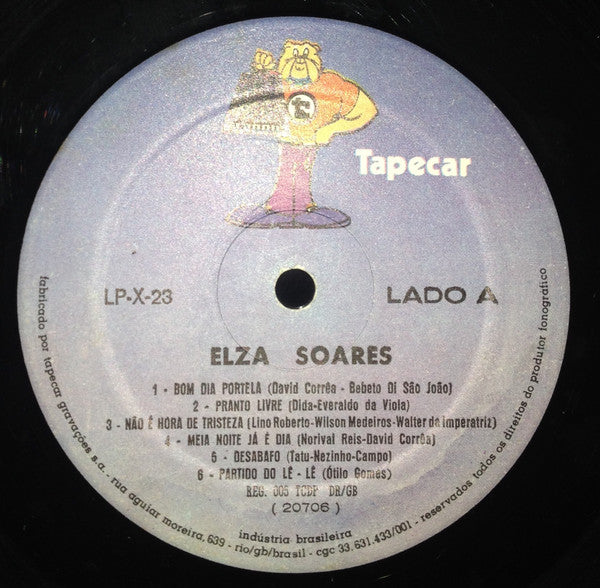 Tapecar
LP-X-23
LADO A
ELZA SOARES
1 - BOM DIA PORTELA (David Corrêa - Bebeto Di São João)
2 - PRANTO LIVRE (Dida-Everaldo da Viola)
3 - NÃO É HORA DE TRISTEZA (Lino Roberto-Wilson Medeiros-Walter da imperatriz)
4 - MEIA NOITE JÁ É DIA (Norival Reis-David Corrêa)
5 - DESABAFO (Tatu-Nezinho-Campo)
6 - PARTIDO DO LÊ - LÊ (Ótilo Gomes)
REG. 005 TCDP DR/GB
( 20706 )
indústria brasileira
fabricado por tapecar gravações s.a. - rua aguiar moreira, 639 - rio/gb/brasil - cgc 33.631.433/001 - reservados todos os direitos do produtor fonográfico